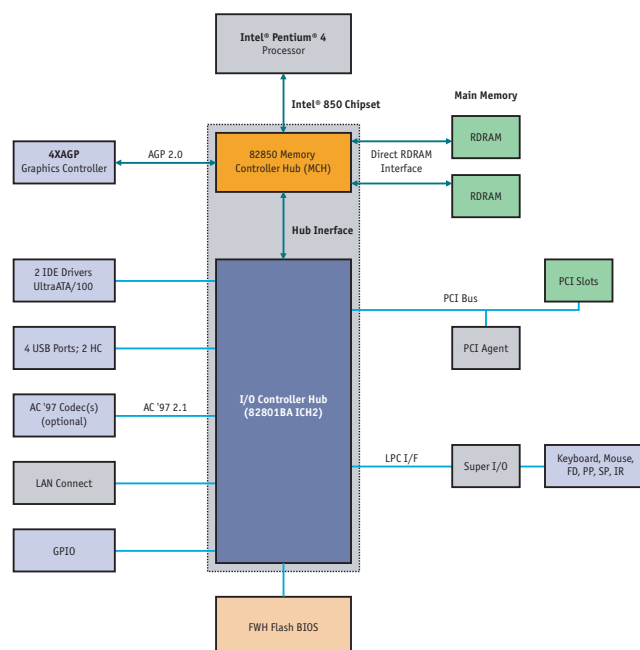 Intel® Pentium® 4
Processor
Intel® 850 Chipset
Main Memory
4XAGP
Graphics Controller
AGP 2.0
82850 Memory
Controller Hub (MCH)
Direct RDRAM
Interface
RDRAM
RDRAM
Hub Inerface
2 IDE Drivers
UltraATA/100
PCI Bus
PCI Slots
4 USB Ports; 2 HC
PCI Agent
AC '97 Codec(s)
(optional)
AC '97 2.1
I/O Controller Hub
(82801BA ICH2)
LAN Connect
LPC I/F
Super I/O
Keyboard, Mouse,
FD, PP, SP, IR
GPIO
FWH Flash BIOS